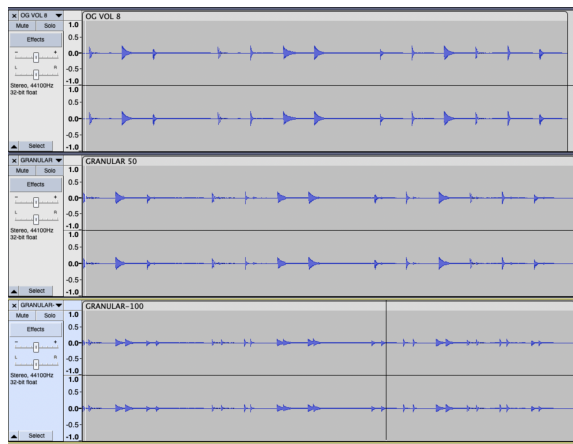 × OG VOL 8 ▼
OG VOL 8
Mute Solo
Effects
- +
L R
Stereo, 44100Hz
32-bit float
Select
1.0
0.5-
0.0-
-0.5-
-1.0
1.0
0.5-
0.0-
-0.5-
-1.0
× GRANULAR ▼
GRANULAR 50
Mute Solo
Effects
- +
L R
Stereo, 44100Hz
32-bit float
Select
1.0
0.5-
0.0-
-0.5-
-1.0
1.0
0.5-
0.0-
-0.5-
-1.0
× GRANULAR- ▼
GRANULAR-100
Mute Solo
Effects
- +
L R
Stereo, 44100Hz
32-bit float
Select
1.0
0.5-
0.0-
-0.5-
-1.0
1.0
0.5-
0.0-
-0.5-
-1.0